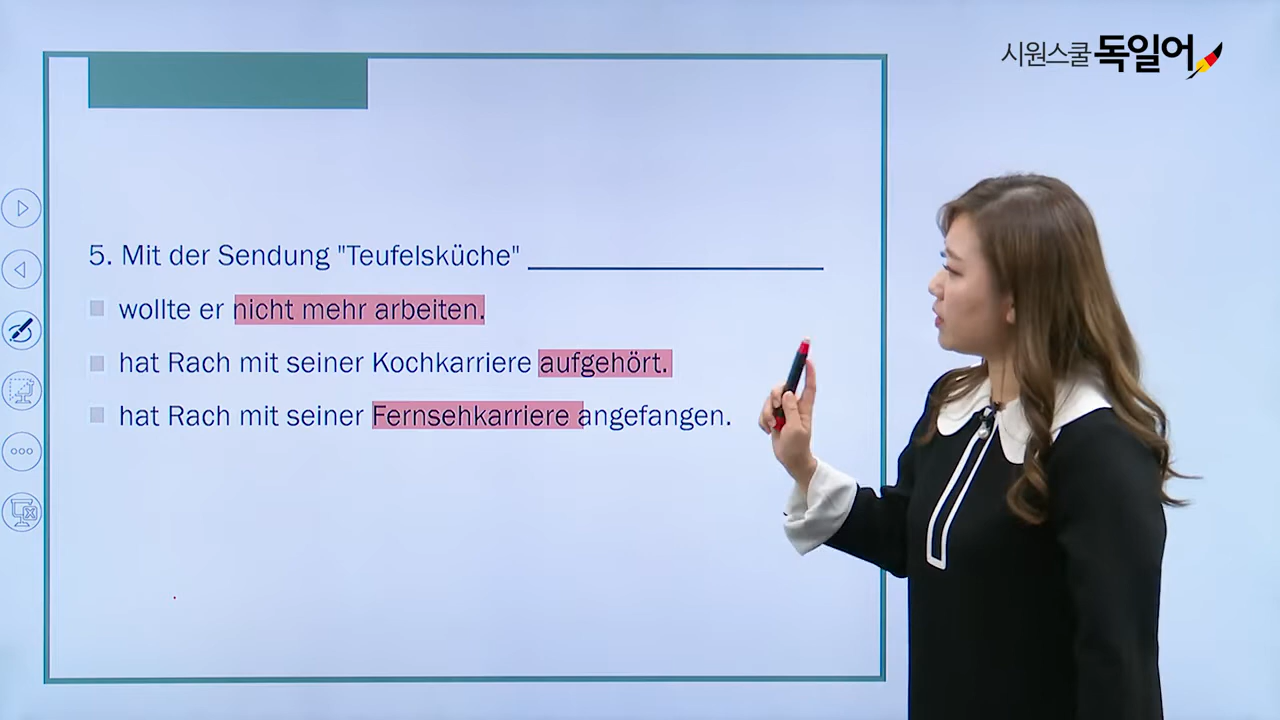 시원스쿨 독일어
5. Mit der Sendung "Teufelsküche" ____________________
wollte er nicht mehr arbeiten.
hat Rach mit seiner Kochkarriere aufgehört.
hat Rach mit seiner Fernsehkarriere angefangen.